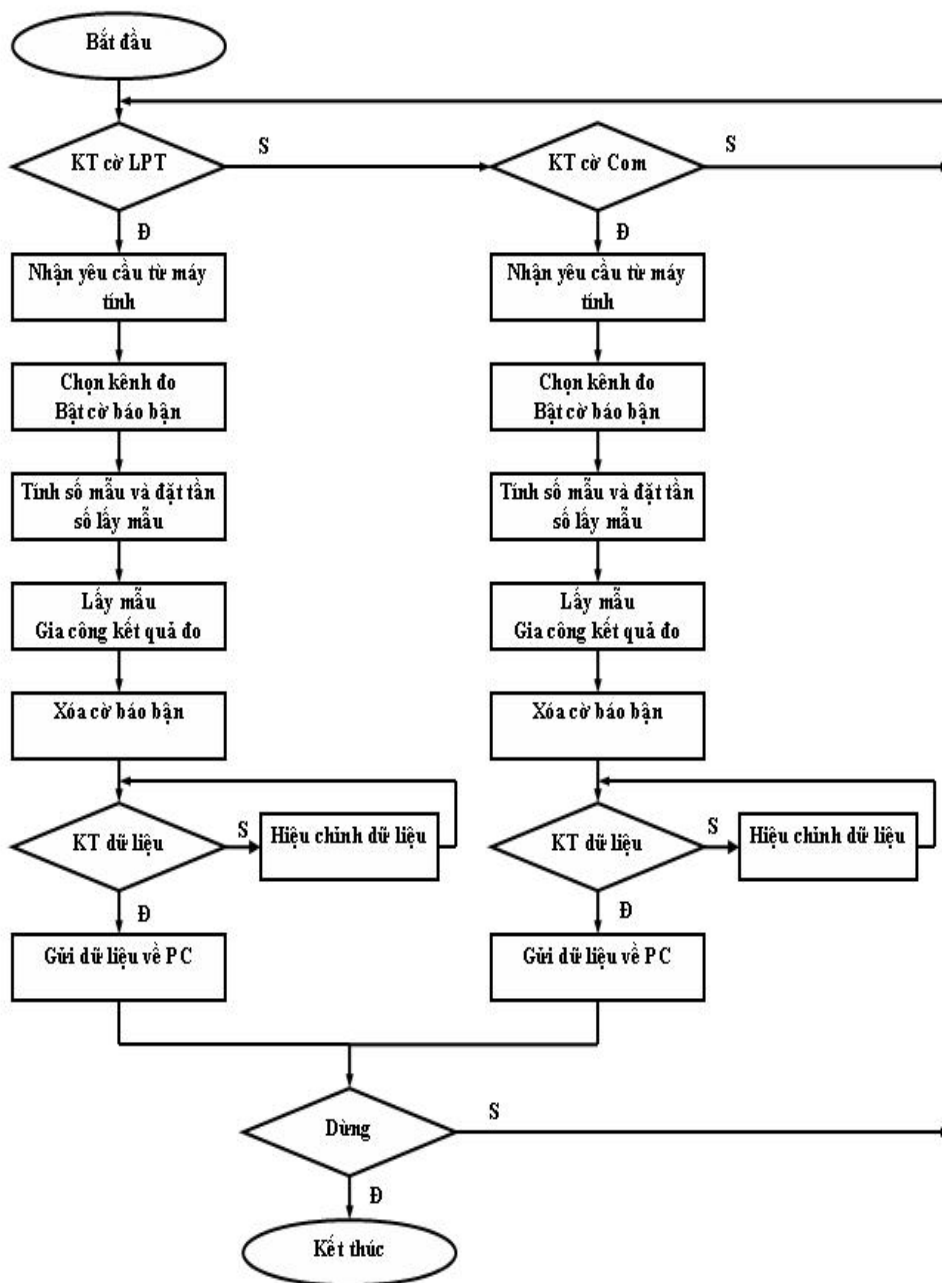 Bắt đầu
KT cờ LPT
S
KT cờ Com
S
Đ
Đ
Nhận yêu cầu từ máy
tính
Nhận yêu cầu từ máy
tính
Chọn kênh đo
Bật cờ báo bận
Chọn kênh đo
Bật cờ báo bận
Tính số mẫu và đặt tần
số lấy mẫu
Tính số mẫu và đặt tần
số lấy mẫu
Lấy mẫu
Gia công kết quả đo
Lấy mẫu
Gia công kết quả đo
Xóa cờ báo bận
Xóa cờ báo bận
KT dữ liệu
S
Hiệu chỉnh dữ liệu
KT dữ liệu
S
Hiệu chỉnh dữ liệu
Đ
Đ
Gửi dữ liệu về PC
Gửi dữ liệu về PC
Dừng
S
Đ
Kết thúc